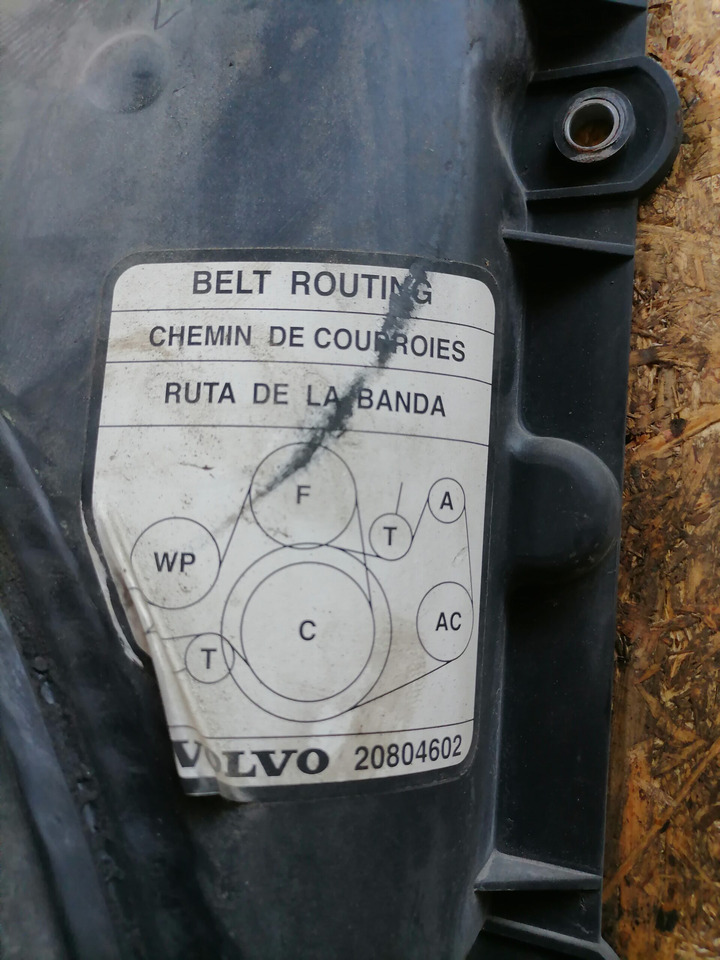 BELT ROUTING
CHEMIN DE COURROIES
RUTA DE LA BANDA
F
A
T
WP
AC
C
T
VOLVO 20804602